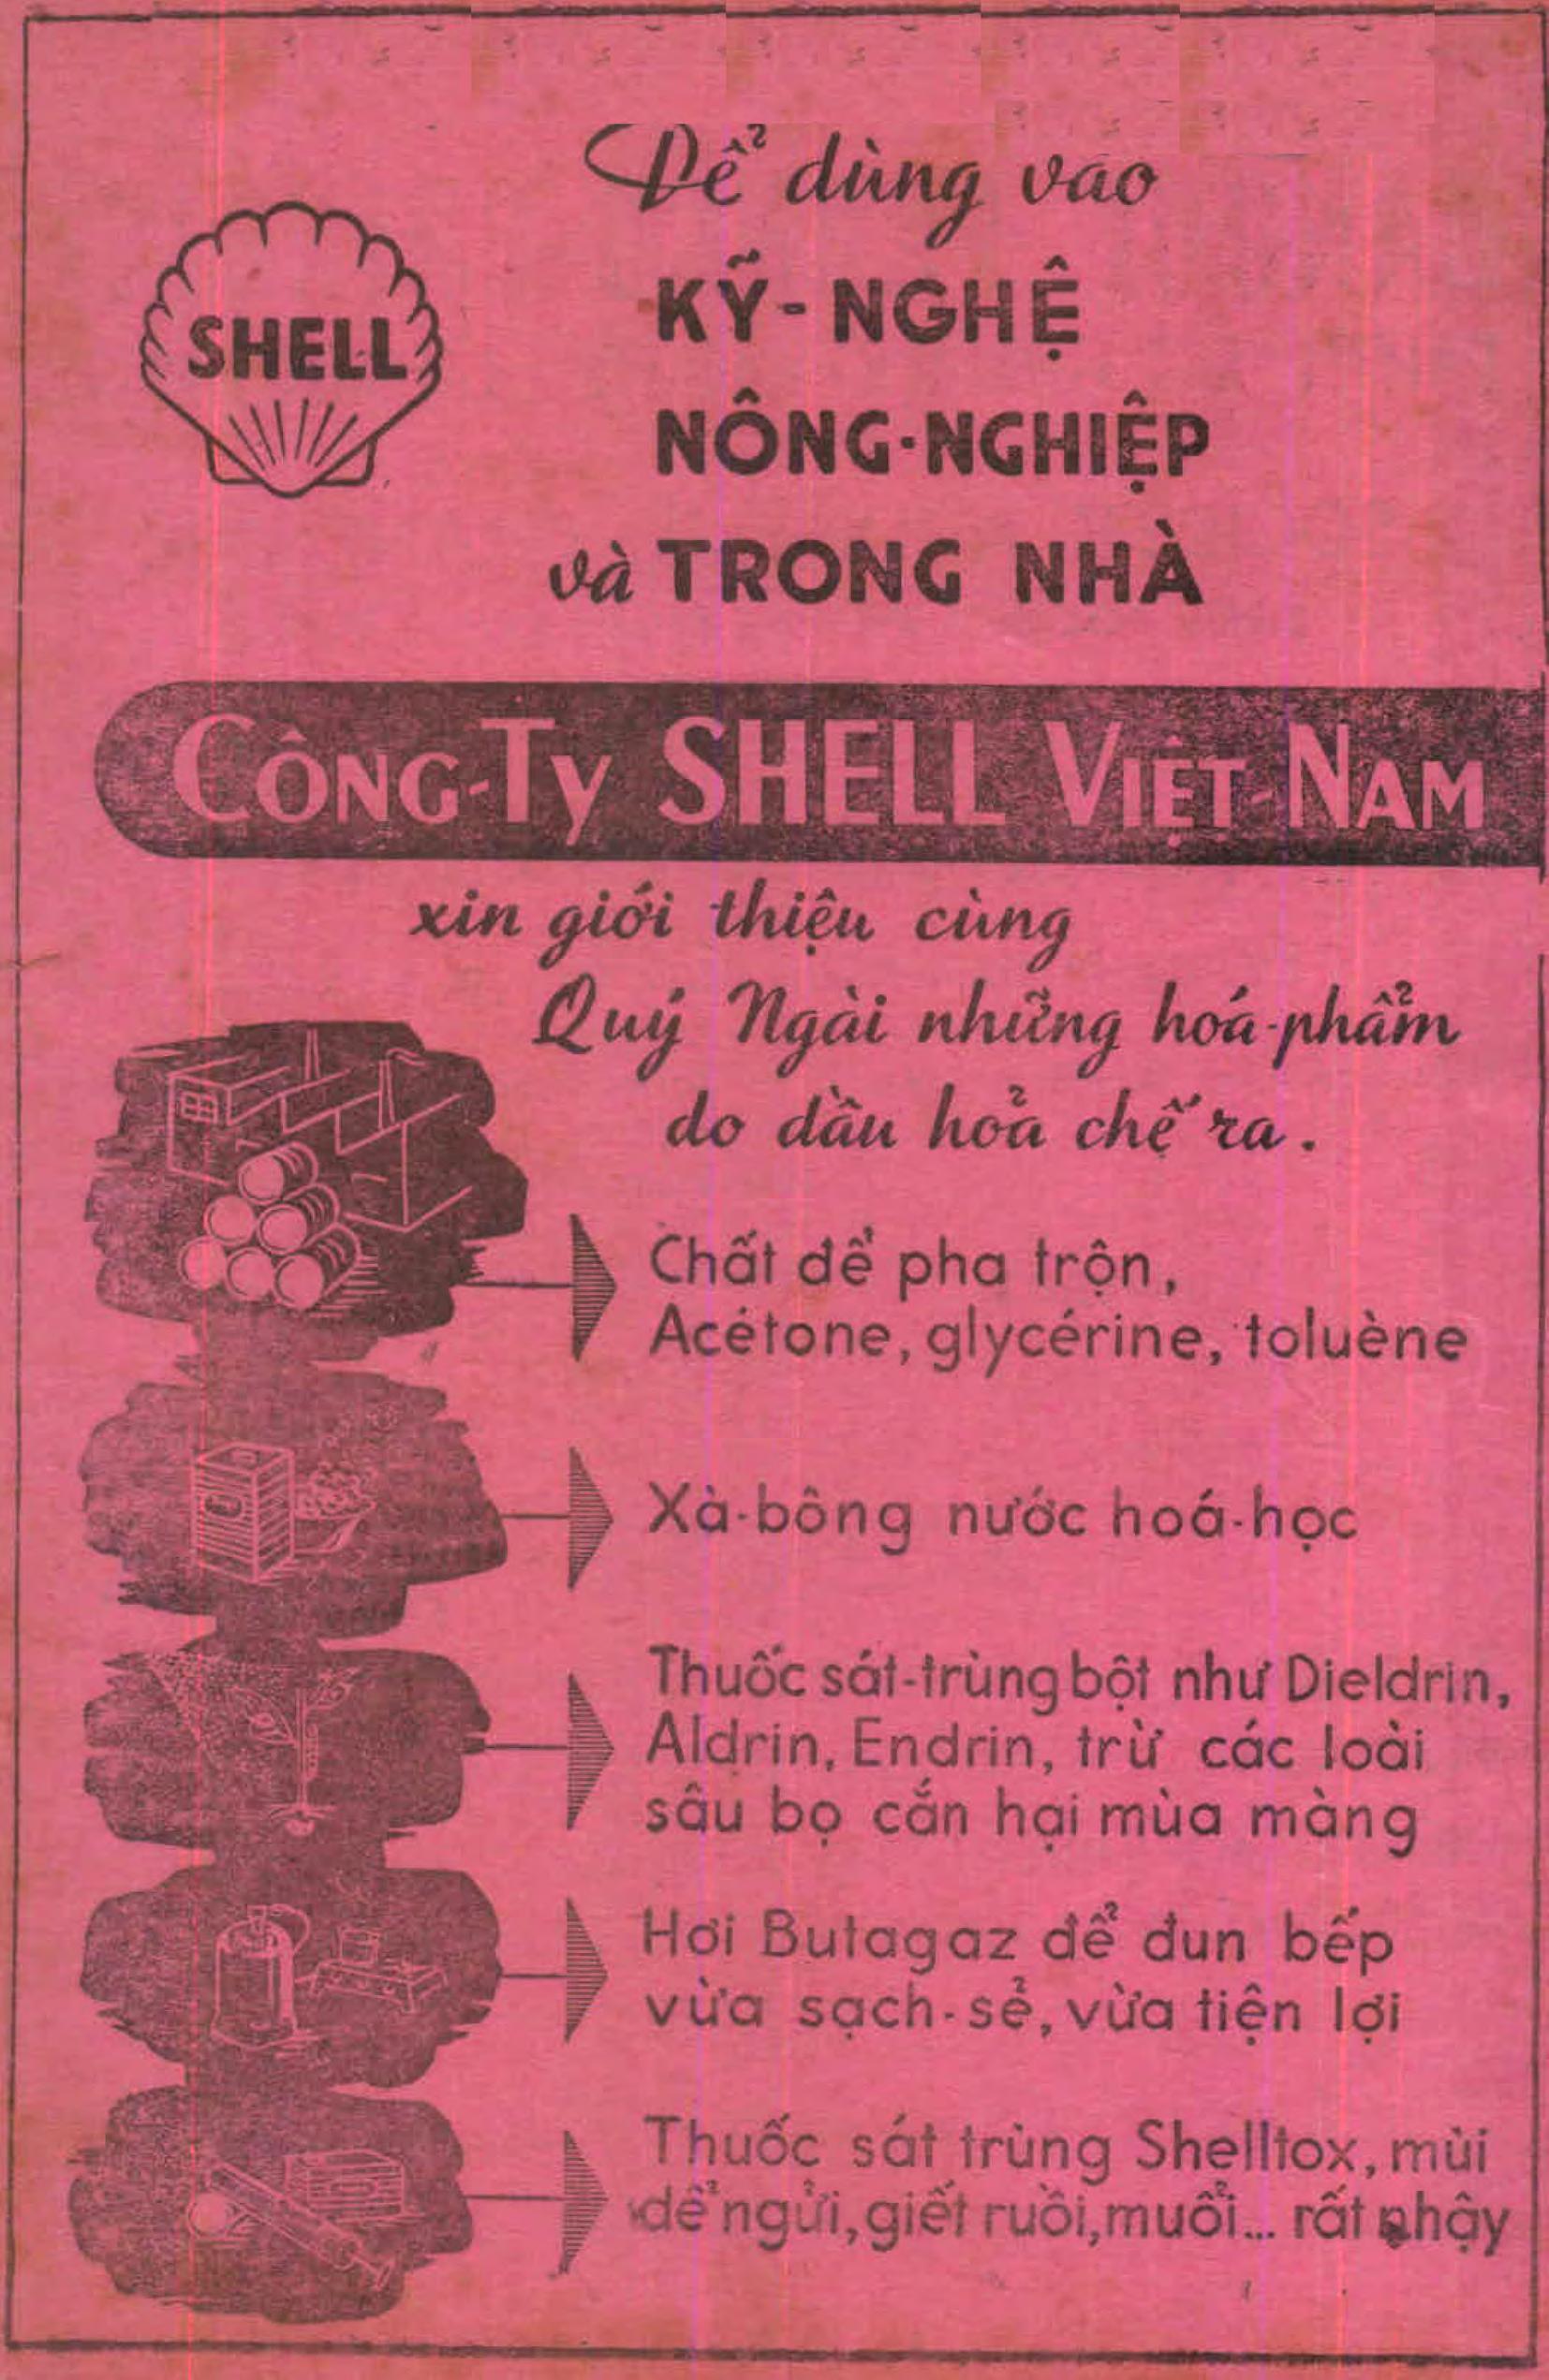 SHELL
Để dùng vào
KỸ-NGHỆ
NÔNG-NGHIỆP
và TRONG NHÀ
CÔNG-TY SHELL VIỆT-NAM
xin giới thiệu cùng
Quý Ngài những hoá-phẩm
do dầu hoả chế ra.
Chất để pha trộn,
Acétone, glycérine, toluène
Xà-bông nước hoá-học
Thuốc sát-trùng bột như Dieldrin,
Aldrin, Endrin, trừ các loài
sâu bọ cắn hại mùa màng
Hơi Butagaz để đun bếp
vừa sạch-sẻ, vừa tiện lợi
Thuốc sát trùng Shelltox, mùi
dể ngửi, giết ruồi, muỗi... rất nhậy